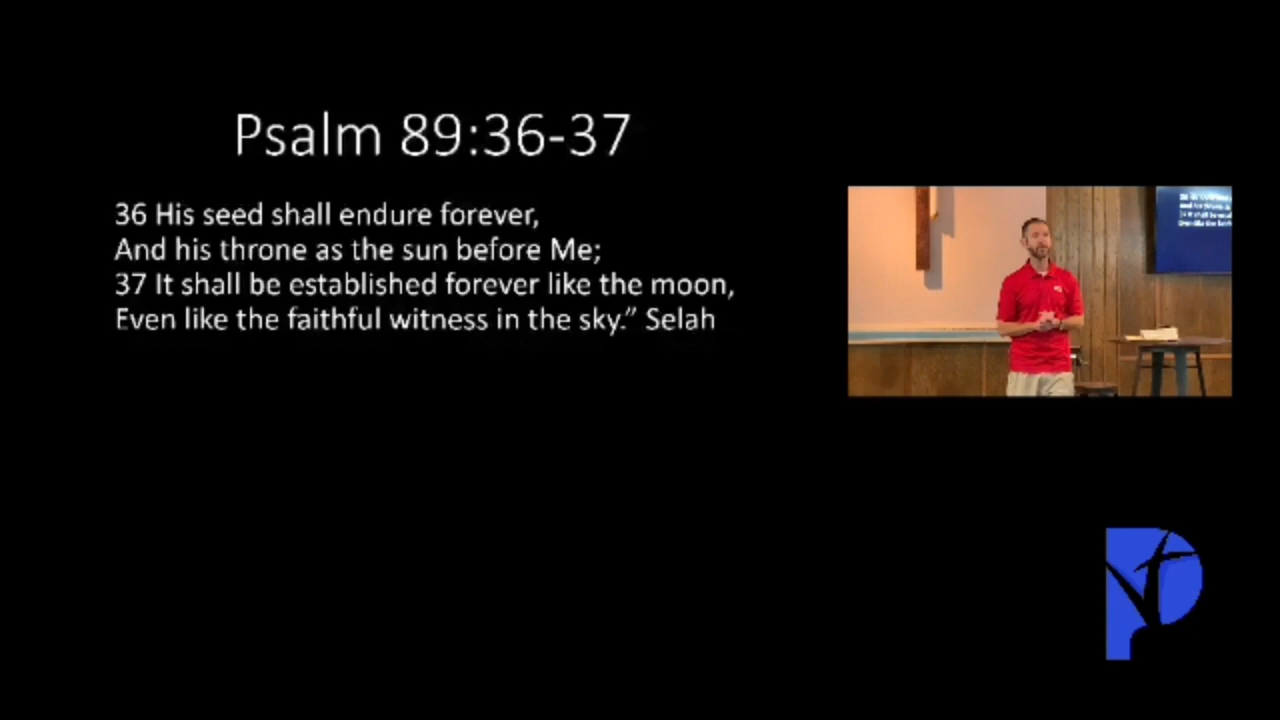 Psalm 89:36-37
36 His seed shall endure forever,
And his throne as the sun before Me;
37 It shall be established forever like the moon,
Even like the faithful witness in the sky.” Selah